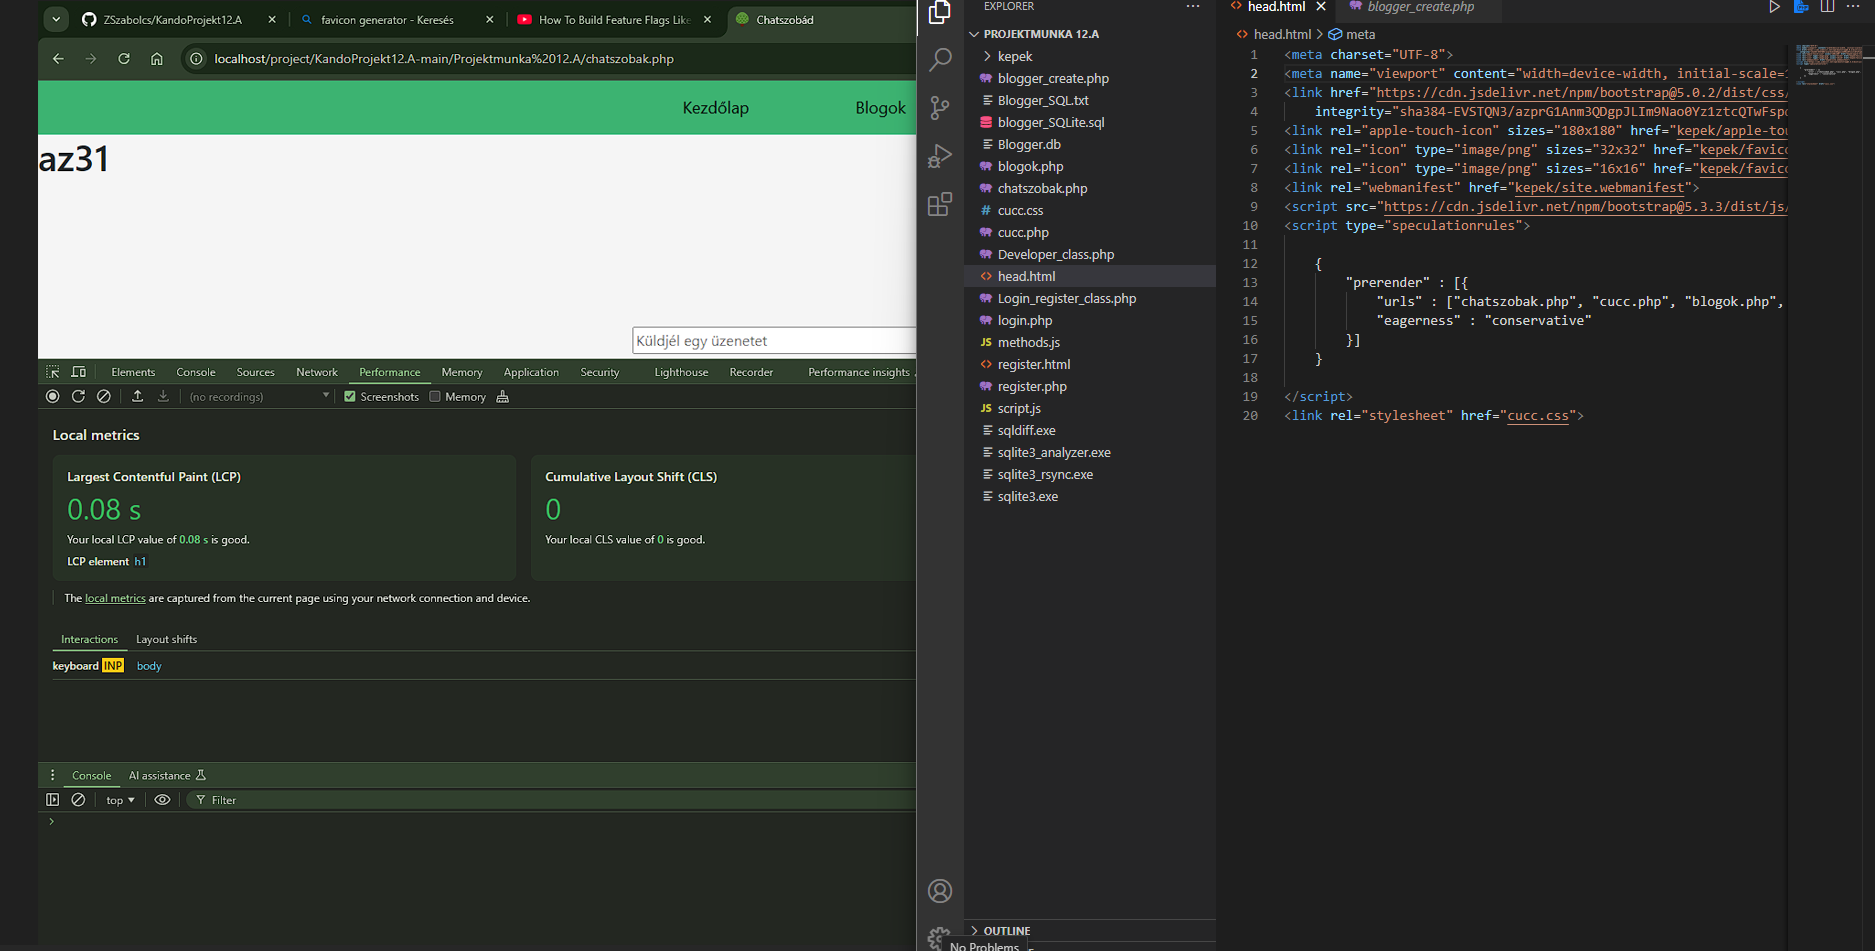 ZSzabolcs/KandoProjekt12.A
favicon generator - Keresés
How To Build Feature Flags Like
Chatszobád
localhost/project/KandoProjekt12.A-main/Projektmunka%2012.A/chatszobak.php
Kezdőlap Blogok
az31
Küldjél egy üzenetet
Elements Console Sources Network Performance Memory Application Security Lighthouse Recorder Performance insights
(no recordings) Screenshots Memory
Local metrics
Largest Contentful Paint (LCP)
0.08 s
Your local LCP value of 0.08 s is good.
LCP element h1
Cumulative Layout Shift (CLS)
0
Your local CLS value of 0 is good.
The local metrics are captured from the current page using your network connection and device.
Interactions Layout shifts
keyboard INP body
Console AI assistance
top Filter
EXPLORER
PROJEKTMUNKA 12.A
kepek
blogger_create.php
Blogger_SQL.txt
blogger_SQLite.sql
Blogger.db
blogok.php
chatszobak.php
cucc.css
cucc.php
Developer_class.php
head.html
Login_register_class.php
login.php
methods.js
register.html
register.php
script.js
sqldiff.exe
sqlite3_analyzer.exe
sqlite3_rsync.exe
sqlite3.exe
OUTLINE
No Problems
head.html blogger_create.php
head.html > meta
1 <meta charset="UTF-8">
2 <meta name="viewport" content="width=device-width, initial-scale=1
3 <link href="https://cdn.jsdelivr.net/npm/bootstrap@5.0.2/dist/css/
4 integrity="sha384-EVSTQN3/azprG1Anm3QDgpJLIm9Nao0Yz1ztcQTwFspd
5 <link rel="apple-touch-icon" sizes="180x180" href="kepek/apple-tou
6 <link rel="icon" type="image/png" sizes="32x32" href="kepek/favico
7 <link rel="icon" type="image/png" sizes="16x16" href="kepek/favico
8 <link rel="webmanifest" href="kepek/site.webmanifest">
9 <script src="https://cdn.jsdelivr.net/npm/bootstrap@5.3.3/dist/js/
10 <script type="speculationrules">
11
12 {
13 "prerender" : [{
14 "urls" : ["chatszobak.php", "cucc.php", "blogok.php",
15 "eagerness" : "conservative"
16 }]
17 }
18
19 </script>
20 <link rel="stylesheet" href="cucc.css">